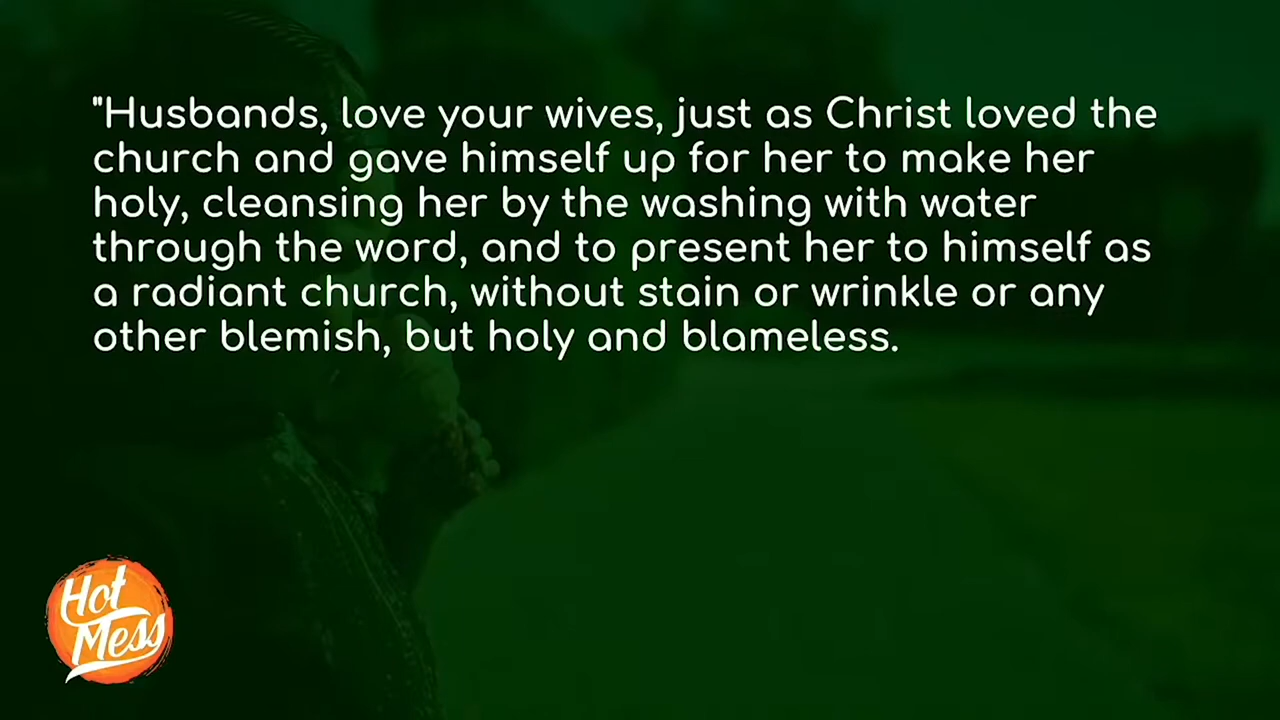 "Husbands, love your wives, just as Christ loved the
church and gave himself up for her to make her
holy, cleansing her by the washing with water
through the word, and to present her to himself as
a radiant church, without stain or wrinkle or any
other blemish, but holy and blameless.
Hot
Mess